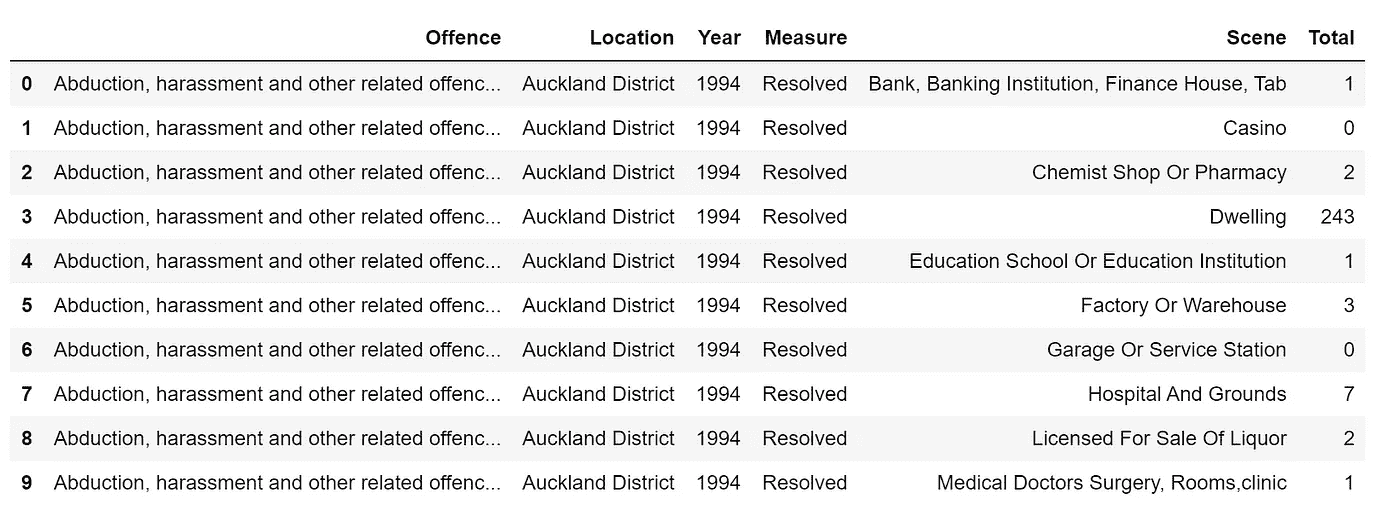 Offence Location Year Measure Scene Total
0 Abduction, harassment and other related offenc... Auckland District 1994 Resolved Bank, Banking Institution, Finance House, Tab 1
1 Abduction, harassment and other related offenc... Auckland District 1994 Resolved Casino 0
2 Abduction, harassment and other related offenc... Auckland District 1994 Resolved Chemist Shop Or Pharmacy 2
3 Abduction, harassment and other related offenc... Auckland District 1994 Resolved Dwelling 243
4 Abduction, harassment and other related offenc... Auckland District 1994 Resolved Education School Or Education Institution 1
5 Abduction, harassment and other related offenc... Auckland District 1994 Resolved Factory Or Warehouse 3
6 Abduction, harassment and other related offenc... Auckland District 1994 Resolved Garage Or Service Station 0
7 Abduction, harassment and other related offenc... Auckland District 1994 Resolved Hospital And Grounds 7
8 Abduction, harassment and other related offenc... Auckland District 1994 Resolved Licensed For Sale Of Liquor 2
9 Abduction, harassment and other related offenc... Auckland District 1994 Resolved Medical Doctors Surgery, Rooms,clinic 1